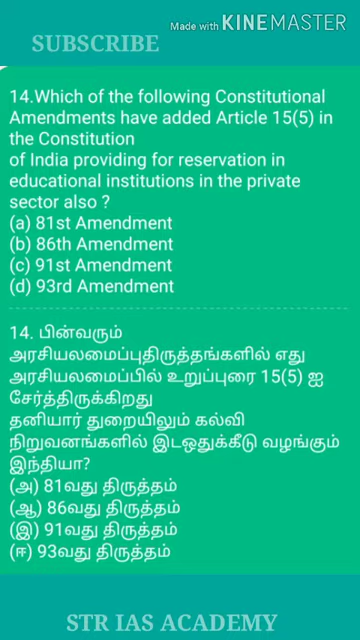 Made with KINEMASTER
SUBSCRIBE
14.Which of the following Constitutional
Amendments have added Article 15(5) in
the Constitution
of India providing for reservation in
educational institutions in the private
sector also ?
(a) 81st Amendment
(b) 86th Amendment
(c) 91st Amendment
(d) 93rd Amendment
14. பின்வரும்
அரசியலமைப்புதிருத்தங்களில் எது
அரசியலமைப்பில் உறுப்புரை 15(5) ஐ
சேர்த்திருக்கிறது
தனியார் துறையிலும் கல்வி
நிறுவனங்களில் இடஒதுக்கீடு வழங்கும்
இந்தியா?
(அ) 81வது திருத்தம்
(ஆ) 86வது திருத்தம்
(இ) 91வது திருத்தம்
(ஈ) 93வது திருத்தம்
STR IAS ACADEMY